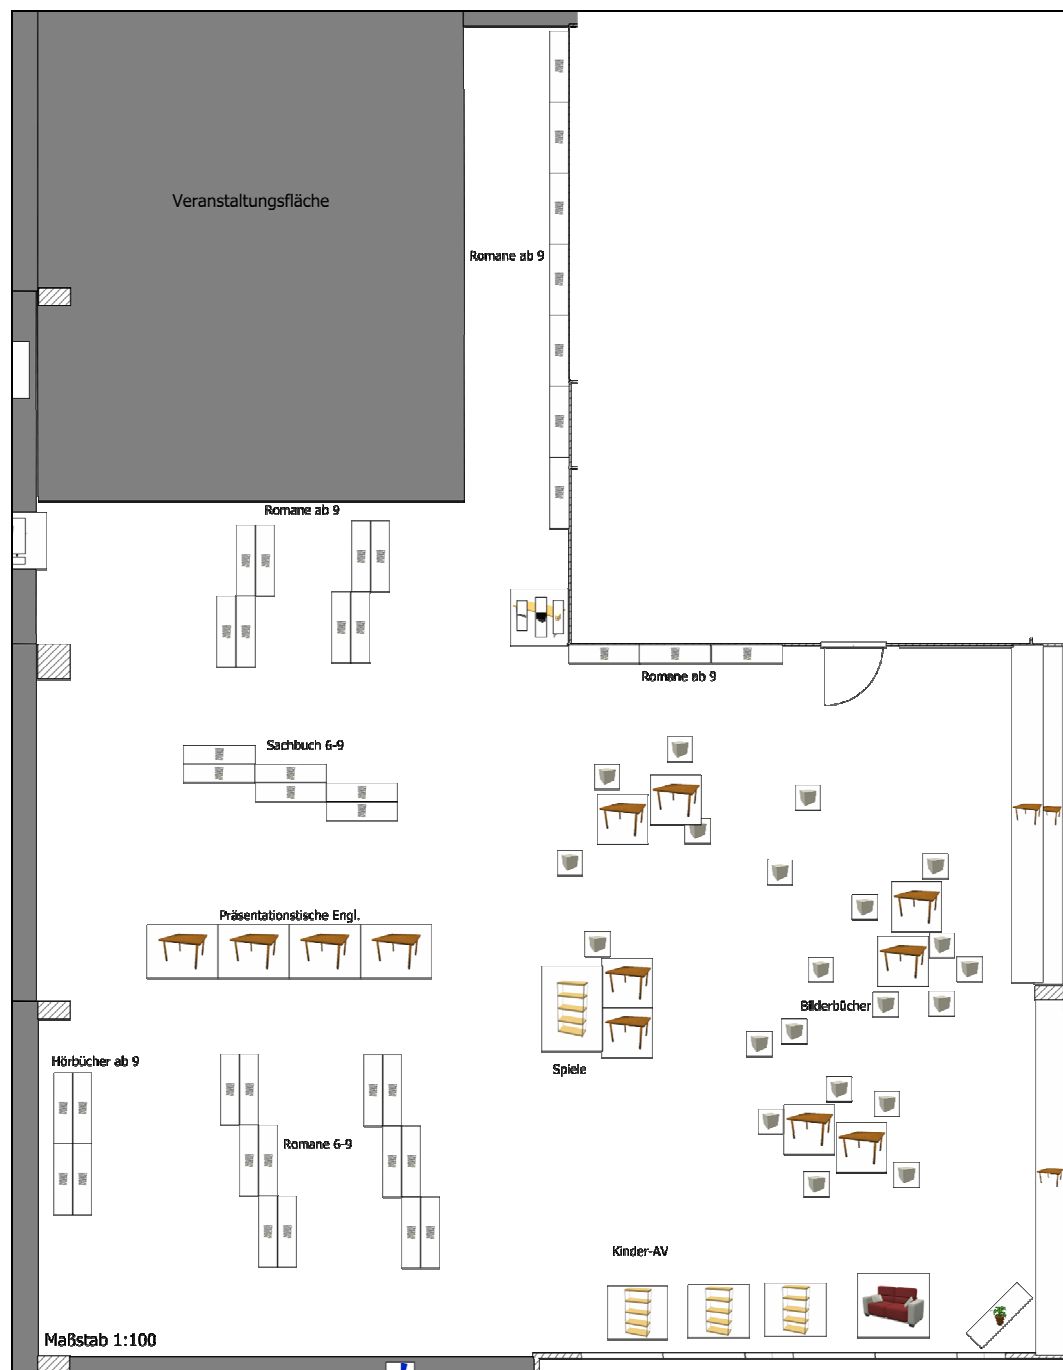 Veranstaltungsfläche
Romane ab 9
Romane ab 9
Romane ab 9
Sachbuch 6-9
Präsentationstische Engl.
Bilderbücher
Hörbücher ab 9
Spiele
Romane 6-9
Kinder-AV
Maßstab 1:100